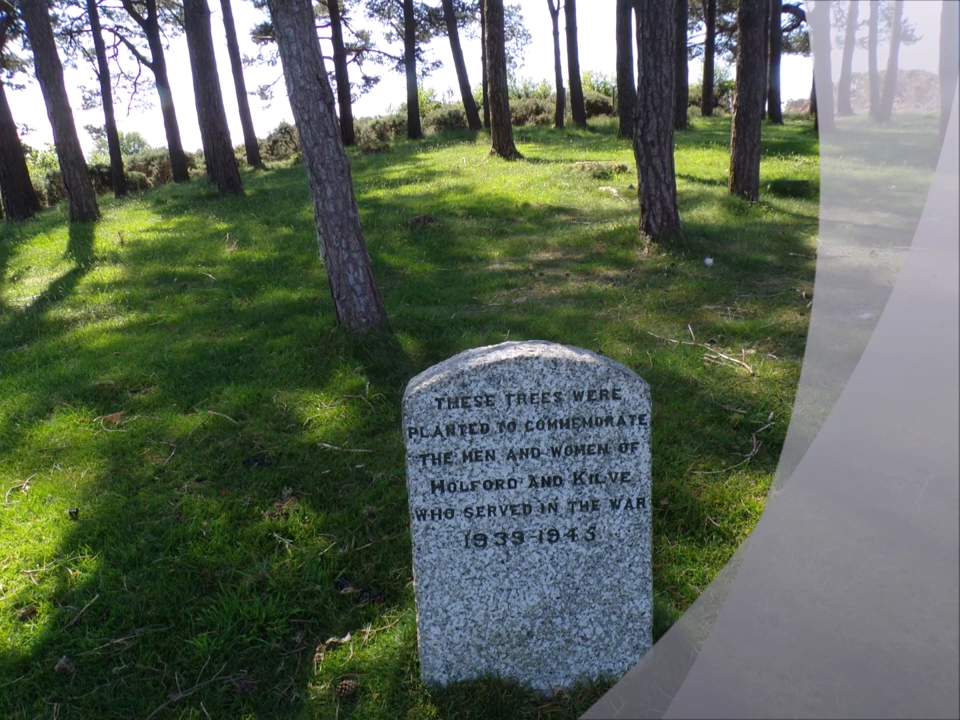 THESE TREES WERE
PLANTED TO COMMEMORATE
THE MEN AND WOMEN OF
HOLFORD AND KILVE
WHO SERVED IN THE WAR
1939-1945